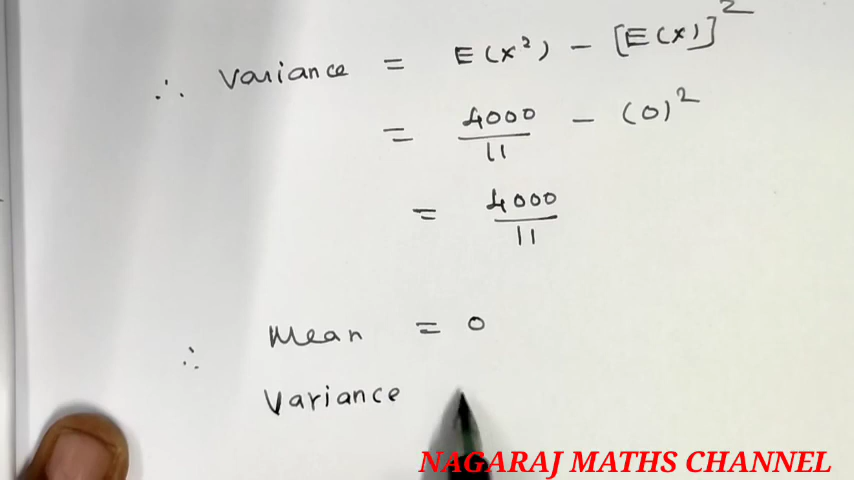 ∴ Variance = E(X²) − [E(X)]²
= 4000/11 − (0)²
= 4000/11
∴ Mean = 0
Variance
NAGARAJ MATHS CHANNEL